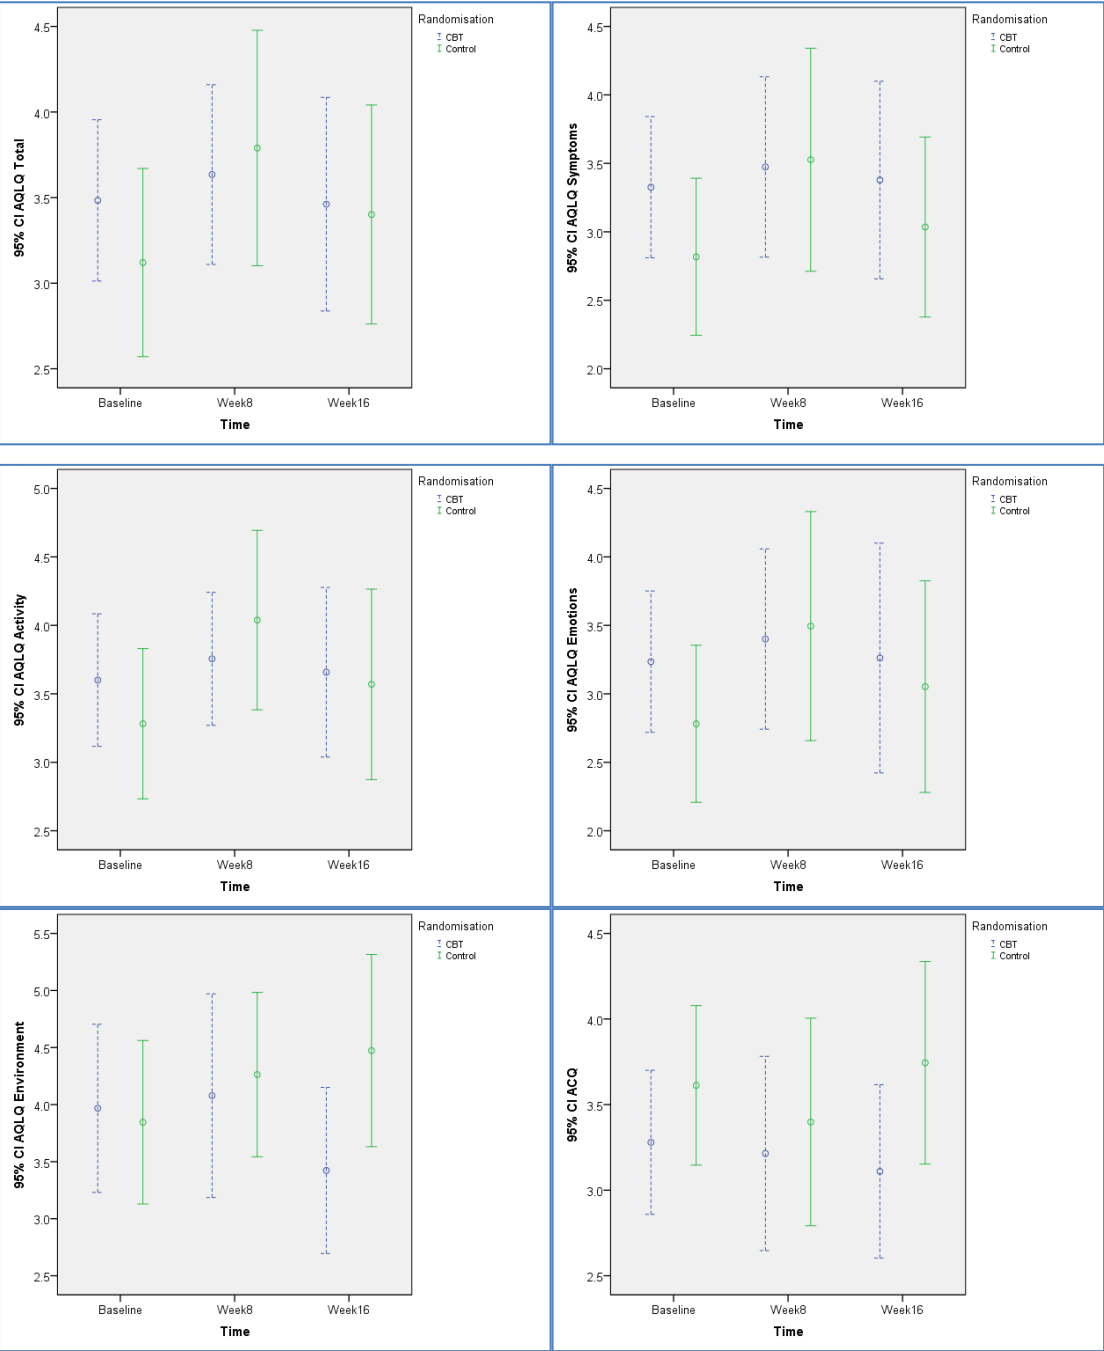 Randomisation
CBT
Control
4.5
4.0
3.5
3.0
2.5
95% CI AQLQ Total
Baseline Week8 Week16
Time
Randomisation
CBT
Control
4.5
4.0
3.5
3.0
2.5
2.0
95% CI AQLQ Symptoms
Baseline Week8 Week16
Time
Randomisation
CBT
Control
5.0
4.5
4.0
3.5
3.0
2.5
95% CI AQLQ Activity
Baseline Week8 Week16
Time
Randomisation
CBT
Control
4.5
4.0
3.5
3.0
2.5
2.0
95% CI AQLQ Emotions
Baseline Week8 Week16
Time
Randomisation
CBT
Control
5.5
5.0
4.5
4.0
3.5
3.0
2.5
95% CI AQLQ Environment
Baseline Week8 Week16
Time
Randomisation
CBT
Control
4.5
4.0
3.5
3.0
2.5
95% CI ACQ
Baseline Week8 Week16
Time